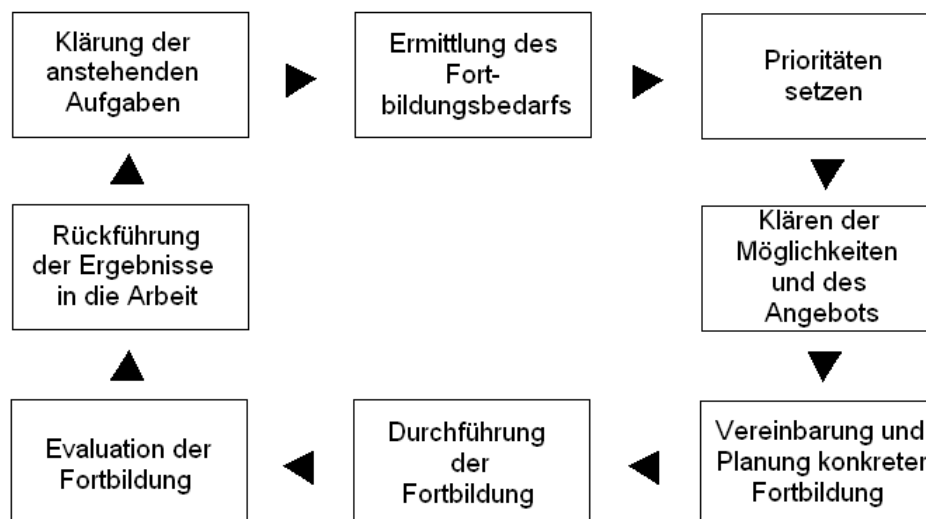 Klärung der
anstehenden
Aufgaben
Ermittlung des
Fort-
bildungsbedarfs
Prioritäten
setzen
Klären der
Möglichkeiten
und des
Angebots
Vereinbarung und
Planung konkreter
Fortbildung
Durchführung
der
Fortbildung
Evaluation der
Fortbildung
Rückführung
der Ergebnisse
in die Arbeit